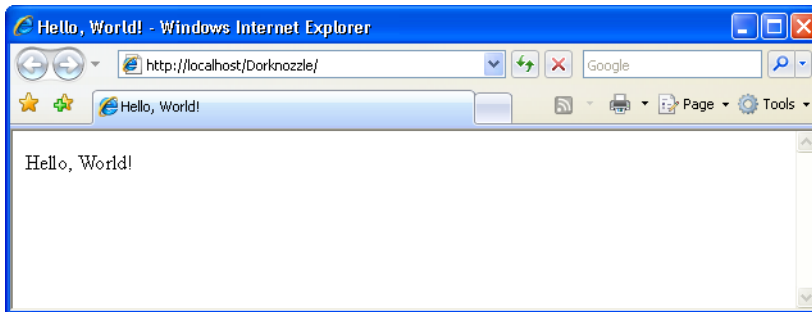 Hello, World! - Windows Internet Explorer
http://localhost/Dorknozzle/
Google
Hello, World!
Page
Tools
Hello, World!